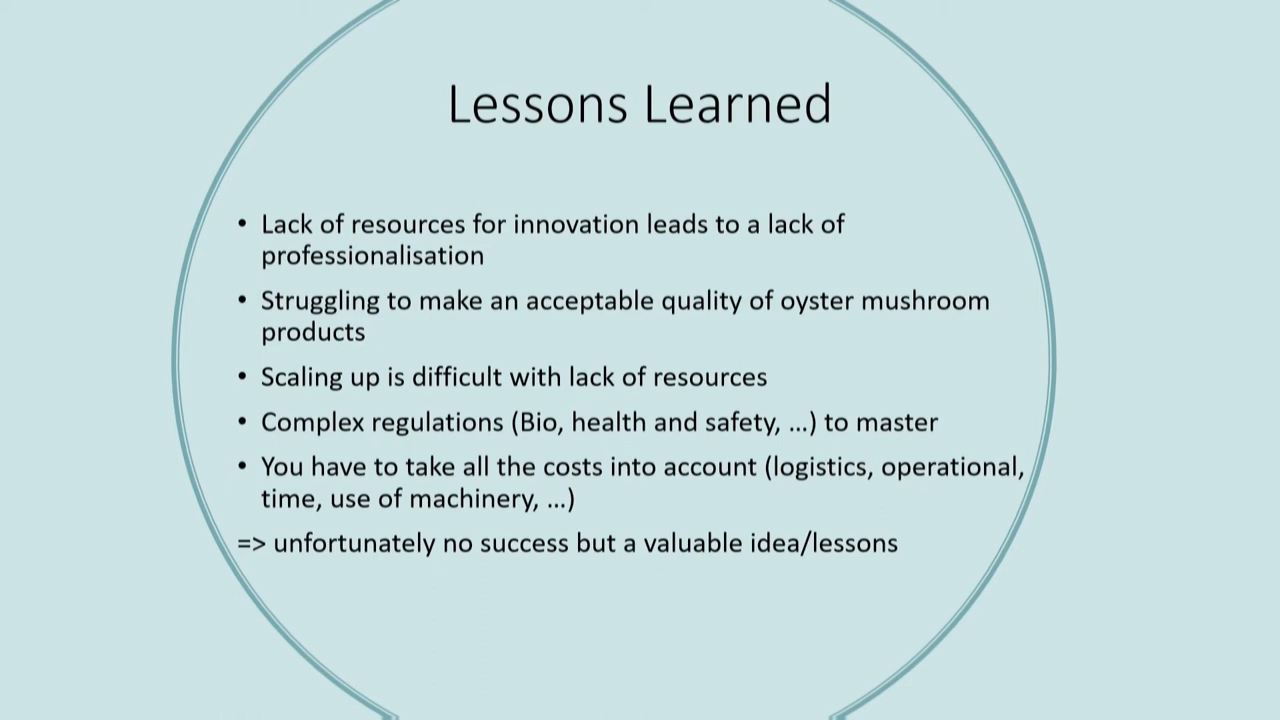 Lessons Learned
• Lack of resources for innovation leads to a lack of
professionalisation
• Struggling to make an acceptable quality of oyster mushroom
products
• Scaling up is difficult with lack of resources
• Complex regulations (Bio, health and safety, ...) to master
• You have to take all the costs into account (logistics, operational,
time, use of machinery, ...)
=> unfortunately no success but a valuable idea/lessons